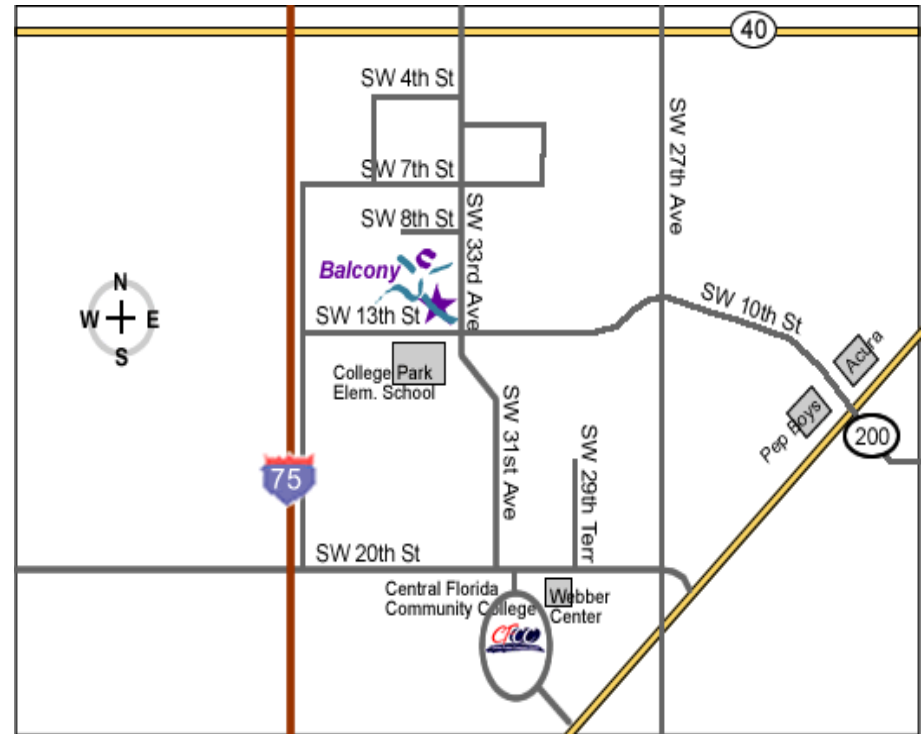 40
SW 4th St
SW 27th Ave
SW 7th St
SW 8th St
SW 33rd Ave
Balcony
N
W
E
S
SW 10th St
SW 13th St
Acura
College Park
Elem. School
Pep Boys
200
SW 31st Ave
SW 29th Terr
75
SW 20th St
Central Florida
Community College
Webber
Center
CFCC